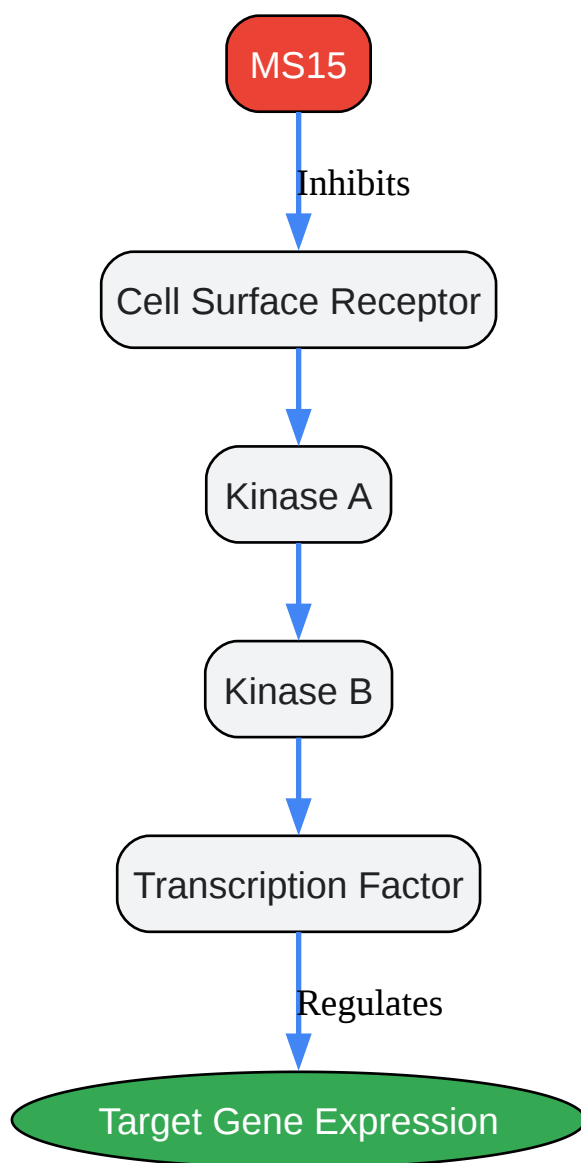 MS15
Inhibits
Cell Surface Receptor
Kinase A
Kinase B
Transcription Factor
Regulates
Target Gene Expression